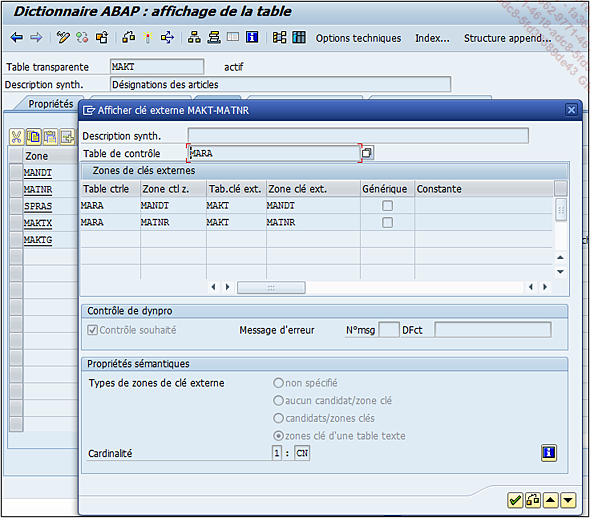 Dictionnaire ABAP : affichage de la table
Options techniques Index... Structure append...
Table transparente MAKT actif
Description synth. Désignations des articles
Propriétés
Afficher clé externe MAKT-MATNR
Description synth.
Table de contrôle MARA
Zones de clés externes
Table ctrle Zone ctl z. Tab.clé ext. Zone clé ext. Générique Constante
MARA MANDT MAKT MANDT
MARA MATNR MAKT MATNR
Zone
MANDT
MATNR
SPRAS
MAKTX
MAKTG
Contrôle de dynpro
Contrôle souhaité Message d'erreur N°msg DFct
Propriétés sémantiques
Types de zones de clé externe non spécifié
aucun candidat/zone clé
candidats/zones clés
zones clé d'une table texte
Cardinalité 1 : CN